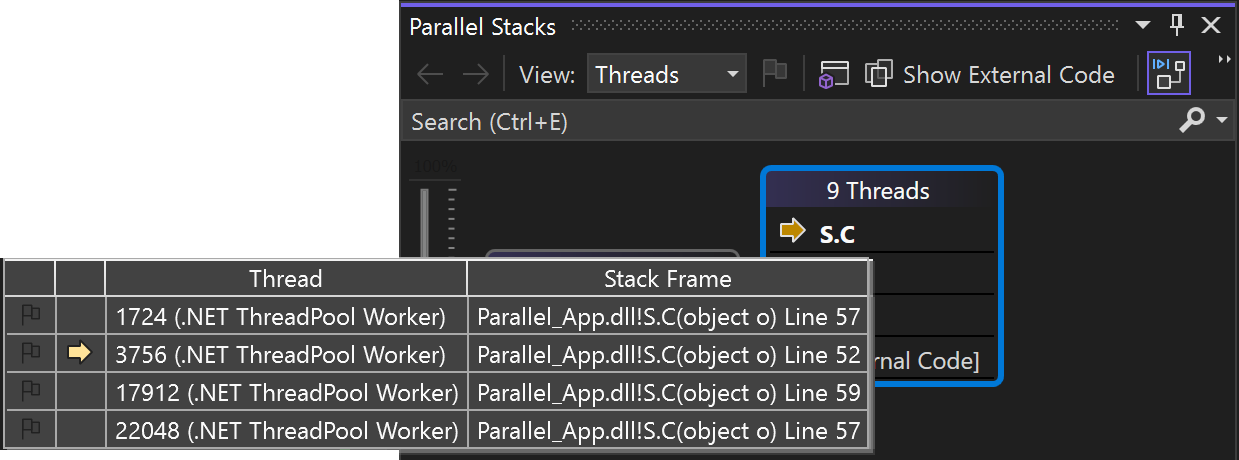 Parallel Stacks
View: Threads Show External Code
Search (Ctrl+E)
100%
9 Threads
S.C
Thread Stack Frame
1724 (.NET ThreadPool Worker) Parallel_App.dll!S.C(object o) Line 57
3756 (.NET ThreadPool Worker) Parallel_App.dll!S.C(object o) Line 52
rnal Code]
17912 (.NET ThreadPool Worker) Parallel_App.dll!S.C(object o) Line 59
22048 (.NET ThreadPool Worker) Parallel_App.dll!S.C(object o) Line 57